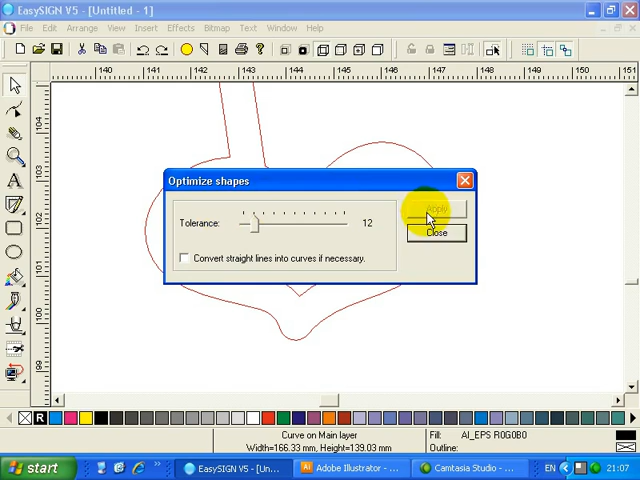 EasySIGN V5 - [Untitled - 1]
File Edit Arrange View Insert Effects Bitmap Text Window Help
140 141 142 143 144 145 146 147 148 149 150 151
104
103
102
101
100
99
Optimize shapes
Tolerance: 12
Apply
Close
Convert straight lines into curves if necessary.
R
Curve on Main layer
Width=166.33 mm, Height=139.03 mm
Fill: AI_EPS R0G0B0
Outline:
start
EasySIGN V5 - [Un...
Adobe Illustrator - ...
Camtasia Studio - ...
EN
21:07